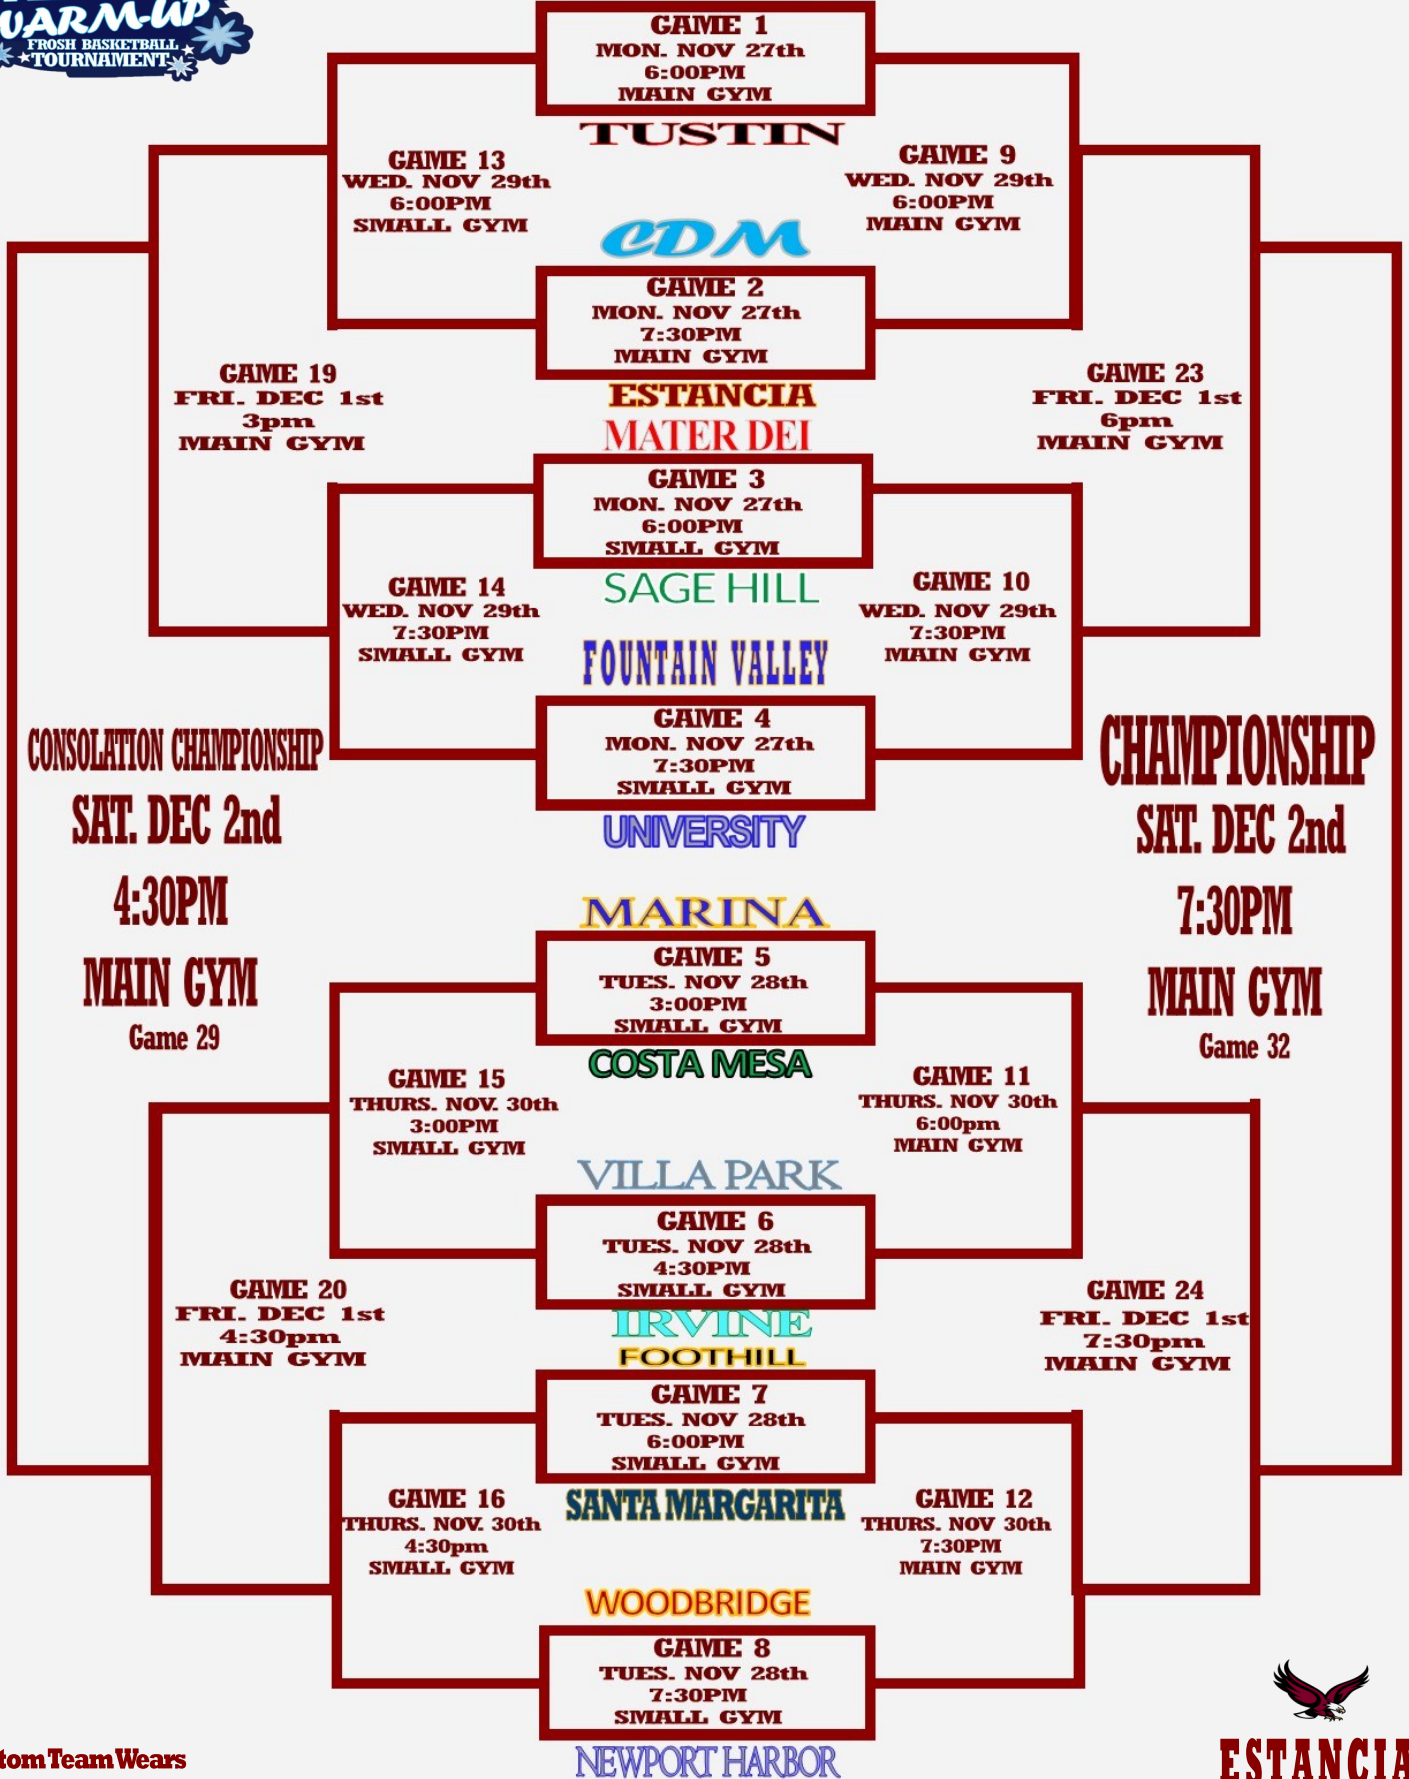 WARM-UP
FROSH BASKETBALL
TOURNAMENT
GAME 1
MON. NOV 27th
6:00PM
MAIN GYM
TUSTIN
GAME 13
WED. NOV 29th
6:00PM
SMALL GYM
GAME 9
WED. NOV 29th
6:00PM
MAIN GYM
CDM
GAME 2
MON. NOV 27th
7:30PM
MAIN GYM
ESTANCIA
GAME 19
FRI. DEC 1st
3pm
MAIN GYM
GAME 23
FRI. DEC 1st
6pm
MAIN GYM
MATER DEI
GAME 3
MON. NOV 27th
6:00PM
SMALL GYM
SAGE HILL
GAME 14
WED. NOV 29th
7:30PM
SMALL GYM
GAME 10
WED. NOV 29th
7:30PM
MAIN GYM
FOUNTAIN VALLEY
GAME 4
MON. NOV 27th
7:30PM
SMALL GYM
UNIVERSITY
CONSOLATION CHAMPIONSHIP
SAT. DEC 2nd
4:30PM
MAIN GYM
Game 29
CHAMPIONSHIP
SAT. DEC 2nd
7:30PM
MAIN GYM
Game 32
MARINA
GAME 5
TUES. NOV 28th
3:00PM
SMALL GYM
COSTA MESA
GAME 15
THURS. NOV. 30th
3:00PM
SMALL GYM
GAME 11
THURS. NOV 30th
6:00pm
MAIN GYM
VILLA PARK
GAME 6
TUES. NOV 28th
4:30PM
SMALL GYM
IRVINE
GAME 20
FRI. DEC 1st
4:30pm
MAIN GYM
GAME 24
FRI. DEC 1st
7:30pm
MAIN GYM
FOOTHILL
GAME 7
TUES. NOV 28th
6:00PM
SMALL GYM
SANTA MARGARITA
GAME 16
THURS. NOV. 30th
4:30pm
SMALL GYM
GAME 12
THURS. NOV 30th
7:30PM
MAIN GYM
WOODBRIDGE
GAME 8
TUES. NOV 28th
7:30PM
SMALL GYM
NEWPORT HARBOR
tomTeamWears
ESTANCIA